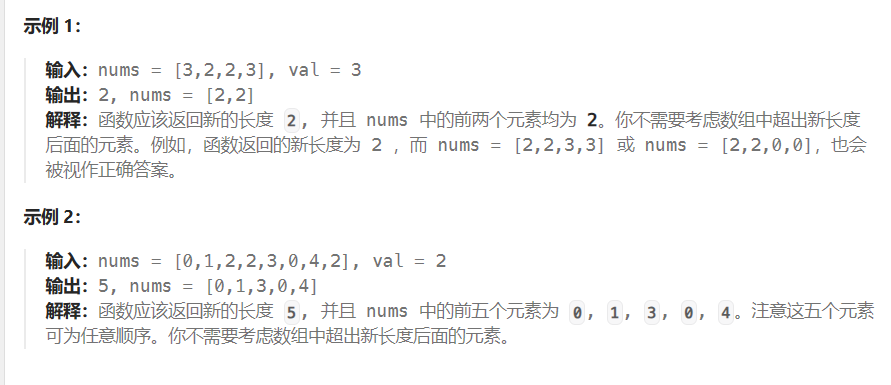 示例 1：
输入：nums = [3,2,2,3], val = 3
输出：2, nums = [2,2]
解释：函数应该返回新的长度 2, 并且 nums 中的前两个元素均为 2。你不需要考虑数组中超出新长度
后面的元素。例如，函数返回的新长度为 2 ，而 nums = [2,2,3,3] 或 nums = [2,2,0,0]，也会
被视作正确答案。
示例 2：
输入：nums = [0,1,2,2,3,0,4,2], val = 2
输出：5, nums = [0,1,3,0,4]
解释：函数应该返回新的长度 5, 并且 nums 中的前五个元素为 0, 1, 3, 0, 4。注意这五个元素
可为任意顺序。你不需要考虑数组中超出新长度后面的元素。